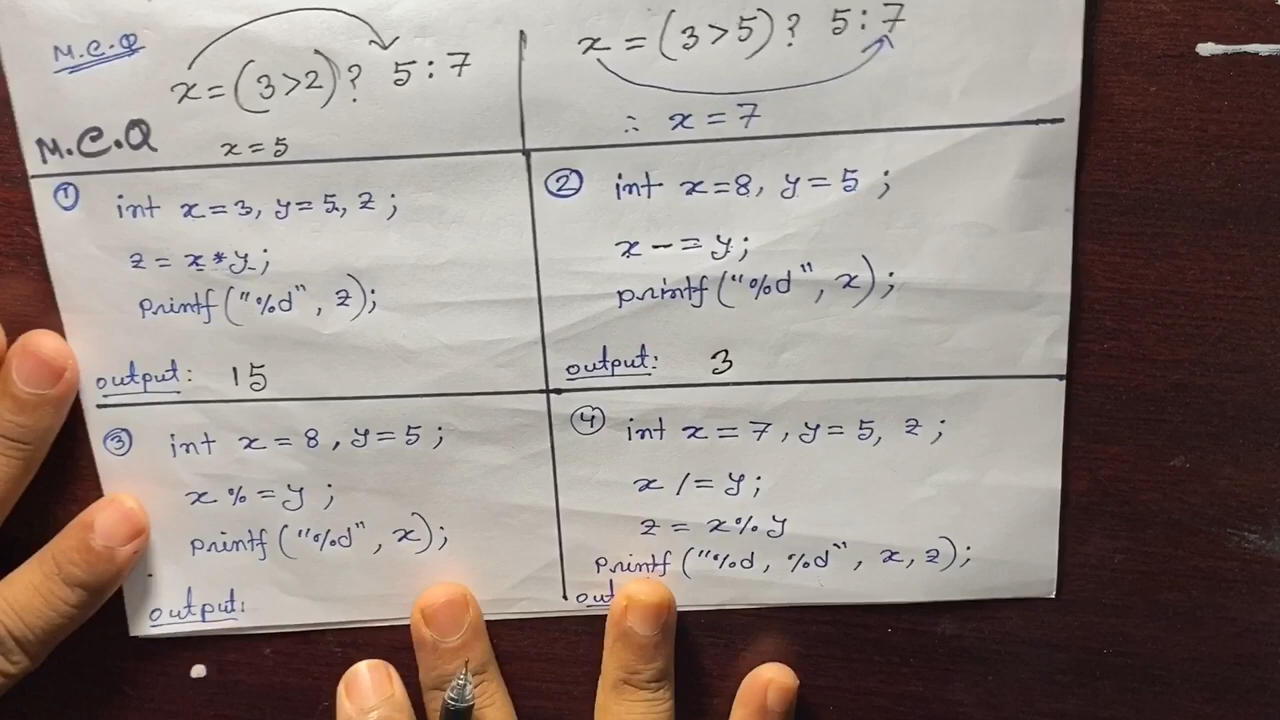 M.C.Q
x = (3>2)? 5 : 7
x = 5
x = (3>5)? 5 : 7
∴ x = 7
M.C.Q
① int x = 3, y = 5, z ;
z = x * y ;
printf ("%d", z);
output: 15
② int x = 8, y = 5 ;
x - = y ;
printf ("%d", x);
output: 3
③ int x = 8, y = 5 ;
x % = y ;
printf ("%d", x);
output:
④ int x = 7, y = 5, z ;
x / = y ;
z = x % y
printf ("%d, %d", x, z);
out